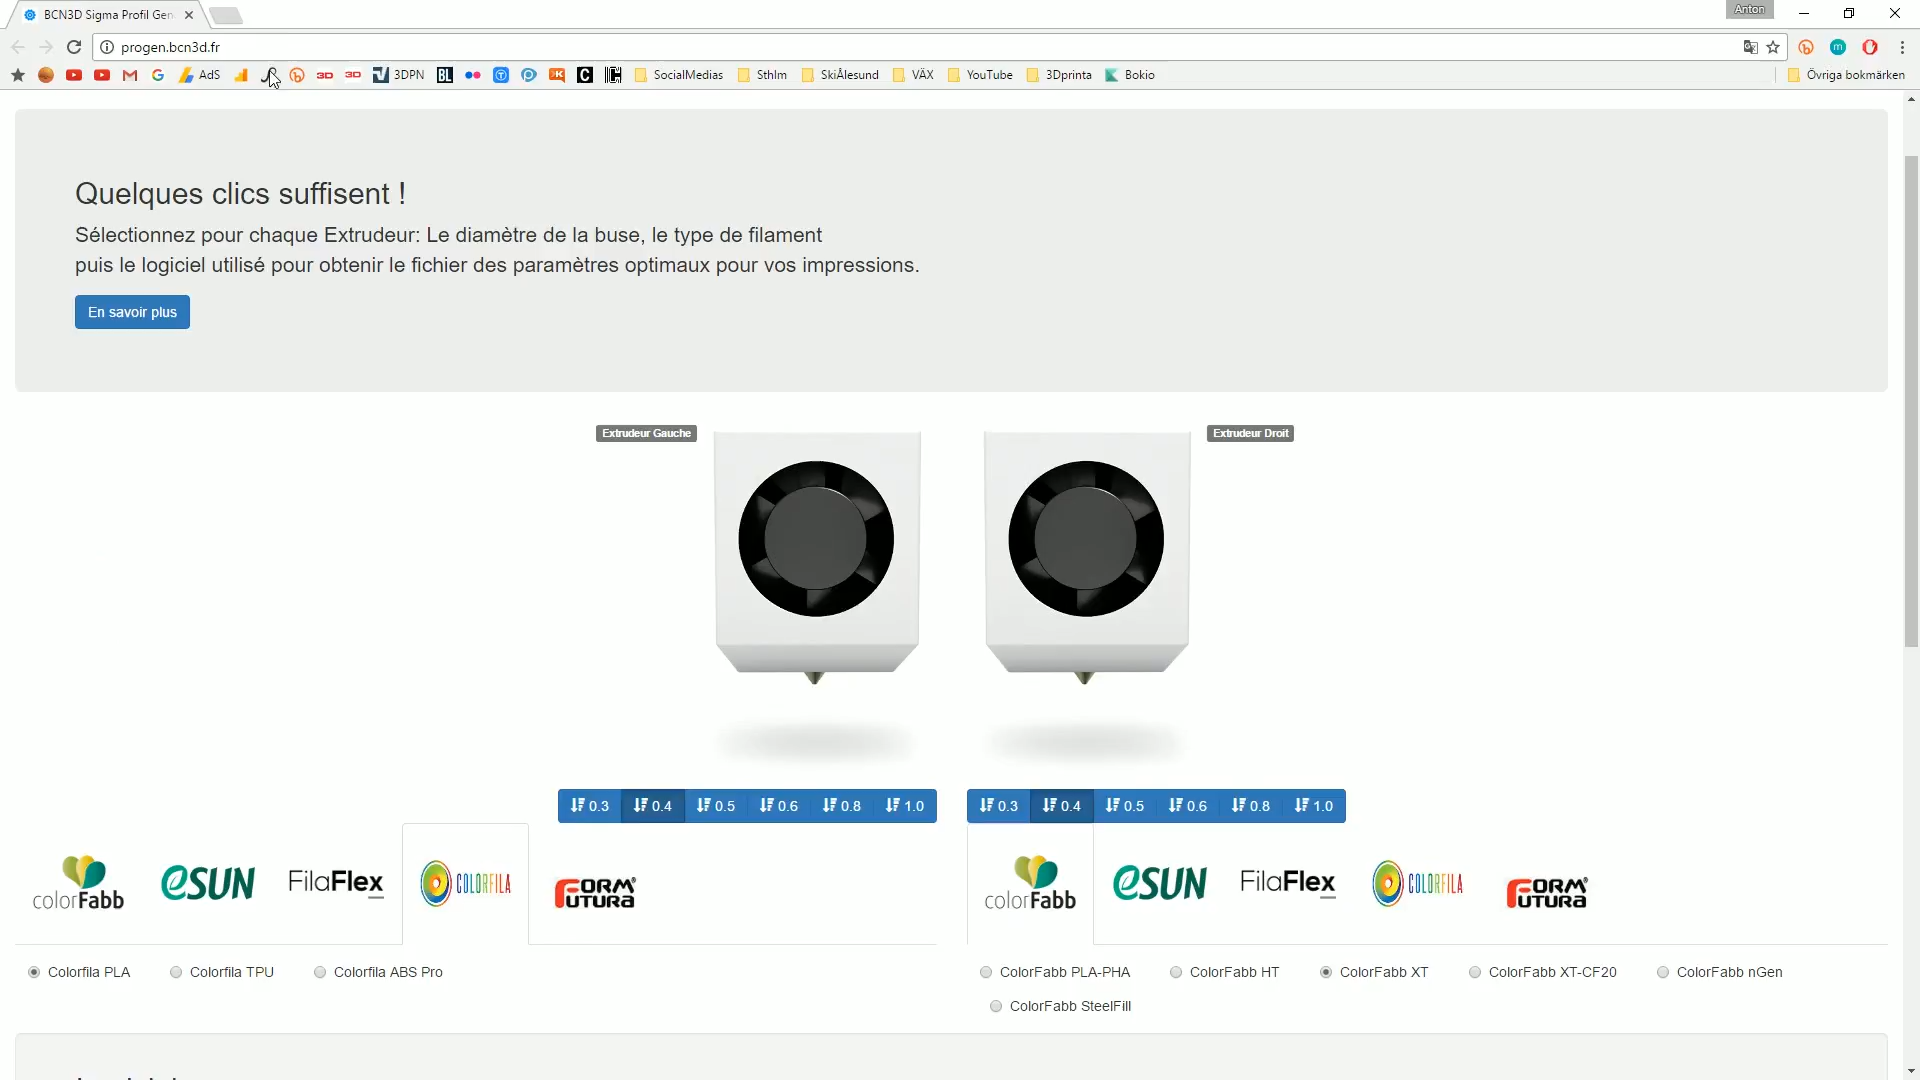 BCN3D Sigma Profil Gen
Anton
progen.bcn3d.fr
AdS
3D
3D
3DPN
BL
K
C
SocialMedias
Sthlm
SkiÅlesund
VÄX
YouTube
3Dprinta
Bokio
Övriga bokmärken
Quelques clics suffisent !
Sélectionnez pour chaque Extrudeur: Le diamètre de la buse, le type de filament
puis le logiciel utilisé pour obtenir le fichier des paramètres optimaux pour vos impressions.
En savoir plus
Extrudeur Gauche
Extrudeur Droit
0.3 0.4 0.5 0.6 0.8 1.0
0.3 0.4 0.5 0.6 0.8 1.0
colorFabb eSUN FilaFlex COLORFILA FORM FUTURA
colorFabb eSUN FilaFlex COLORFILA FORM FUTURA
Colorfila PLA Colorfila TPU Colorfila ABS Pro
ColorFabb PLA-PHA ColorFabb HT ColorFabb XT ColorFabb XT-CF20 ColorFabb nGen
ColorFabb SteelFill